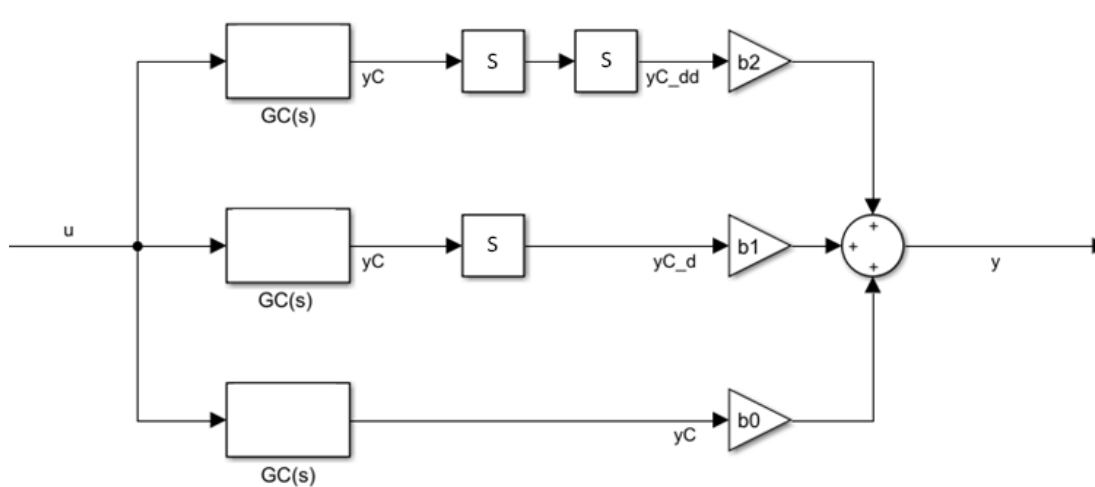 S
S
b2
yC
yC_dd
GC(s)
u
+
S
b1
+
yC
yC_d
+
y
GC(s)
b0
yC
GC(s)